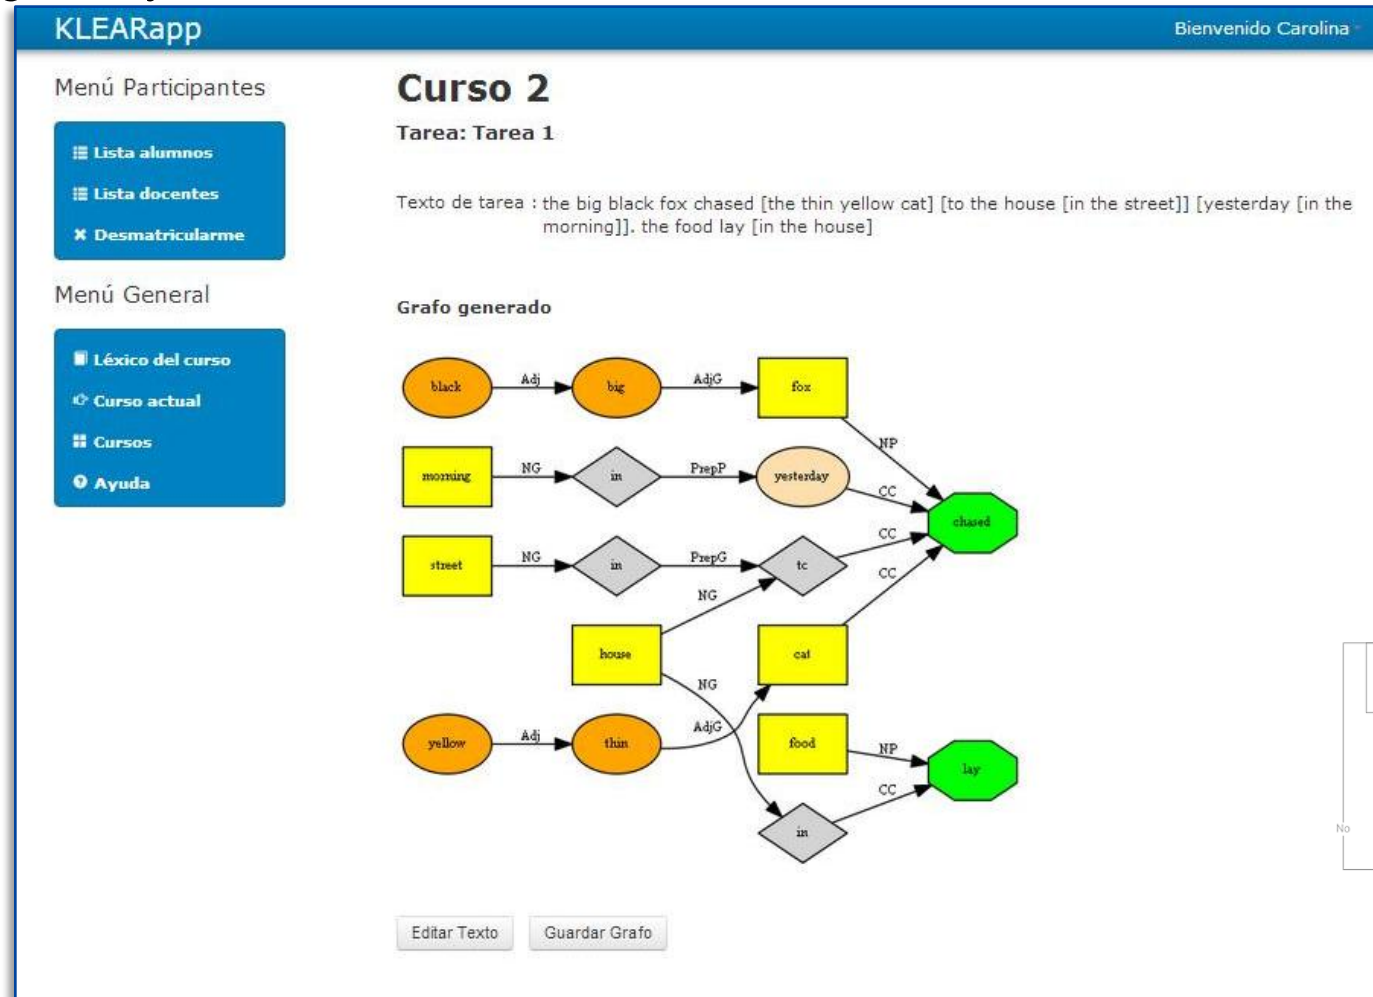 KLEARapp
Bienvenido Carolina
Menú Participantes
Lista alumnos
Lista docentes
Desmatricularme
Menú General
Léxico del curso
Curso actual
Cursos
Ayuda
Curso 2
Tarea: Tarea 1
Texto de tarea : the big black fox chased [the thin yellow cat] [to the house [in the street]] [yesterday [in the
morning]]. the food lay [in the house]
Grafo generado
black Adj big AdjG fox
NP
morning NG in PrepP yesterday CC
chased
CC
street NG in PrepG tc
NG CC
house cat
NG
yellow Adj thin AdjG food NP lay
CC
in
No
Editar Texto Guardar Grafo